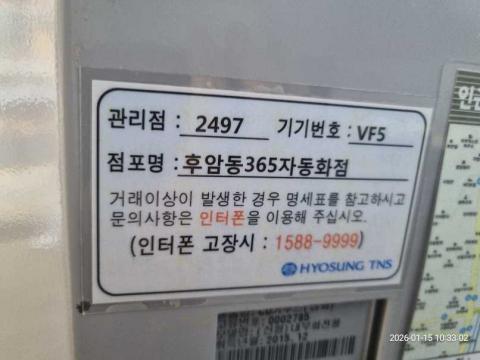 관리점 : 2497 기기번호 : VF5
점포명 : 후암동365자동화점
거래이상이 발생한 경우 명세표를 참고하시고
문의사항은 인터폰을 이용해 주십시오.
(인터폰 고장시 : 1588-9999)
HYOSUNG TNS
0002785
2015.12
2026-01-15 10:33:02